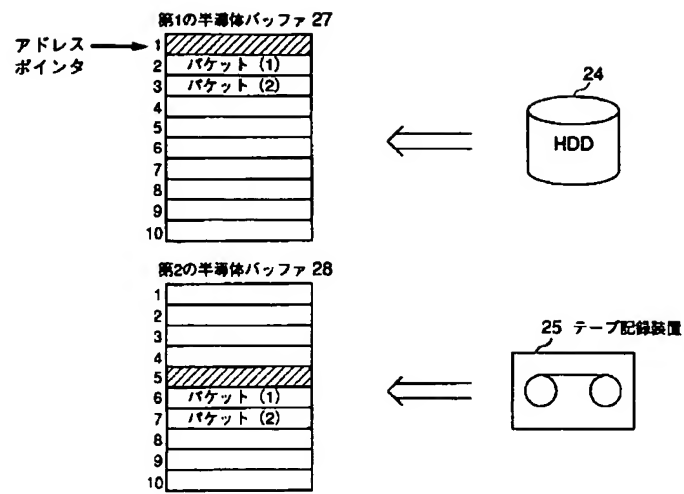 第1の半導体バッファ 27
アドレス
ポインタ
1
2 パケット (1)
3 パケット (2)
4
5
6
7
8
9
10
24
HDD
第2の半導体バッファ 28
1
2
3
4
5
6 パケット (1)
7 パケット (2)
8
9
10
25 テープ記録装置